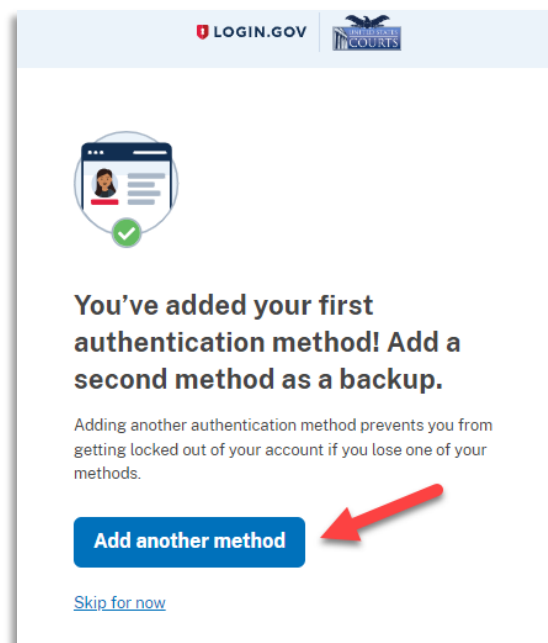 LOGIN.GOV
UNITED STATES
COURTS
You’ve added your first
authentication method! Add a
second method as a backup.
Adding another authentication method prevents you from
getting locked out of your account if you lose one of your
methods.
Add another method
Skip for now